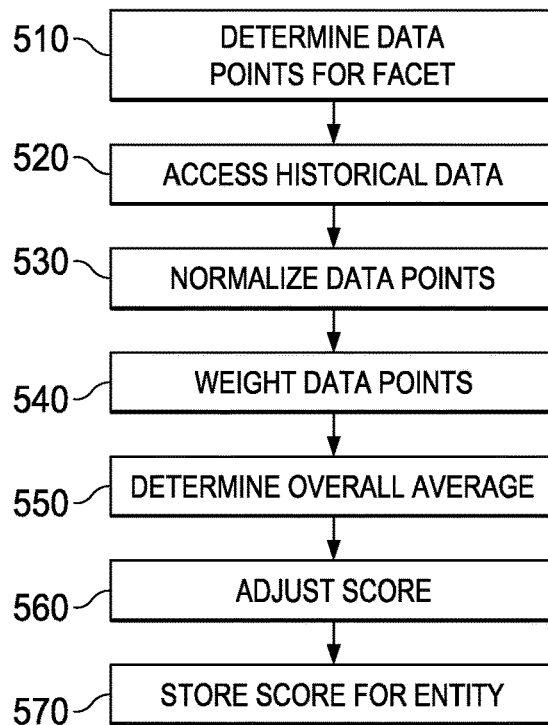 510
DETERMINE DATA
POINTS FOR FACET
520
ACCESS HISTORICAL DATA
530
NORMALIZE DATA POINTS
540
WEIGHT DATA POINTS
550
DETERMINE OVERALL AVERAGE
560
ADJUST SCORE
570
STORE SCORE FOR ENTITY